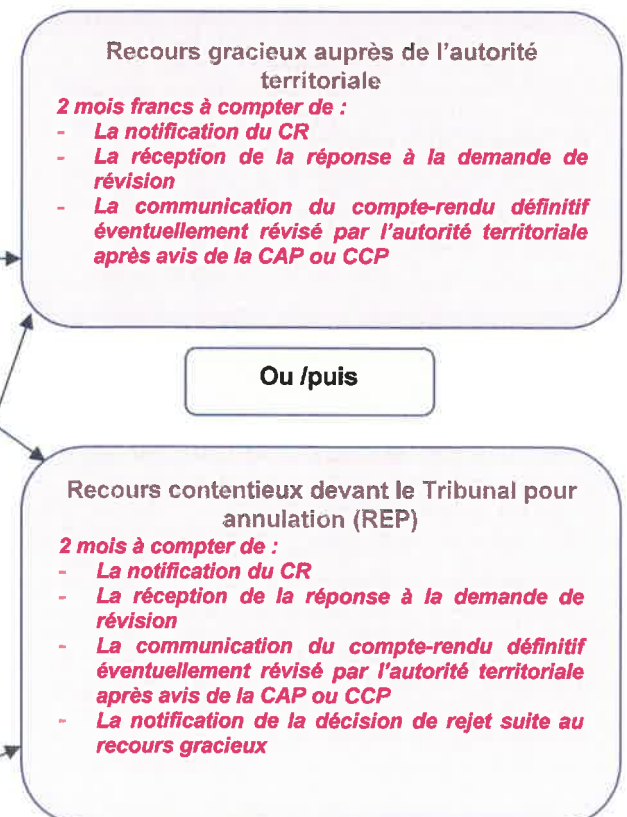 Recours gracieux auprès de l'autorité
territoriale
2 mois francs à compter de :
- La notification du CR
- La réception de la réponse à la demande de
révision
- La communication du compte-rendu définitif
éventuellement révisé par l'autorité territoriale
après avis de la CAP ou CCP
Ou /puis
Recours contentieux devant le Tribunal pour
annulation (REP)
2 mois à compter de :
- La notification du CR
- La réception de la réponse à la demande de
révision
- La communication du compte-rendu définitif
éventuellement révisé par l'autorité territoriale
après avis de la CAP ou CCP
- La notification de la décision de rejet suite au
recours gracieux